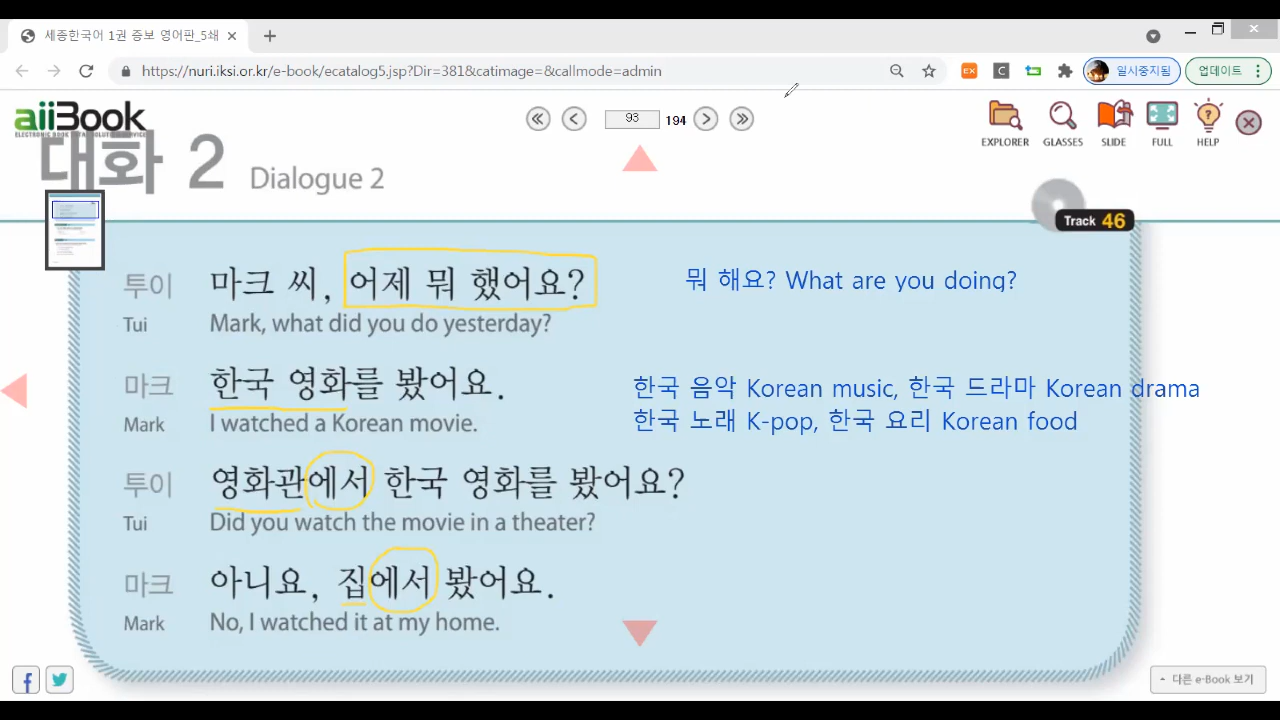 세종한국어 1권 증보 영어판_5쇄
https://nuri.iksi.or.kr/e-book/ecatalog5.jsp?Dir=381&catimage=&callmode=admin
EX
C
일시중지됨
업데이트
aiiBook
93 194
EXPLORER GLASSES SLIDE FULL HELP
대화 2 Dialogue 2
Track 46
투이 마크 씨, 어제 뭐 했어요? 뭐 해요? What are you doing?
Tui Mark, what did you do yesterday?
마크 한국 영화를 봤어요. 한국 음악 Korean music, 한국 드라마 Korean drama
Mark I watched a Korean movie. 한국 노래 K-pop, 한국 요리 Korean food
투이 영화관에서 한국 영화를 봤어요?
Tui Did you watch the movie in a theater?
마크 아니요, 집에서 봤어요.
Mark No, I watched it at my home.
다른 e-Book 보기